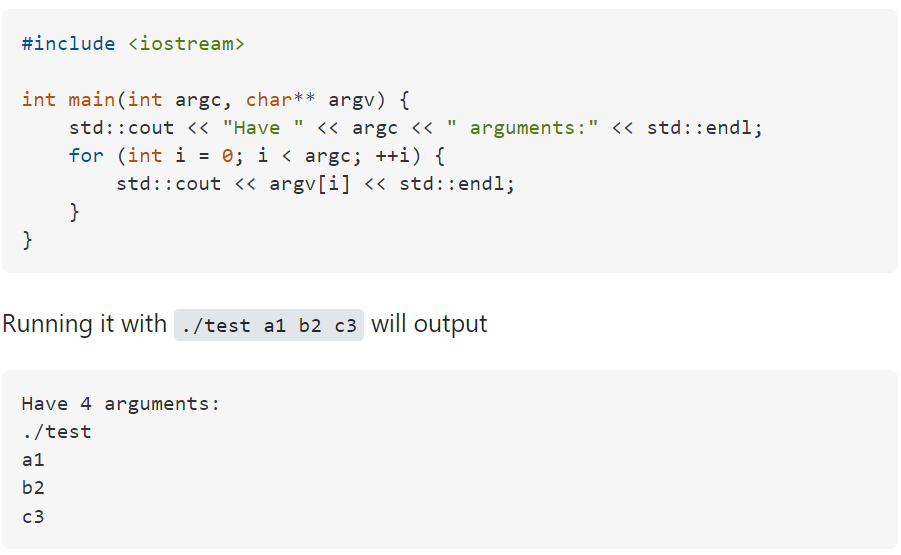 #include <iostream>
int main(int argc, char** argv) {
    std::cout << "Have " << argc << " arguments:" << std::endl;
    for (int i = 0; i < argc; ++i) {
        std::cout << argv[i] << std::endl;
    }
}
Running it with ./test a1 b2 c3 will output
Have 4 arguments:
./test
a1
b2
c3